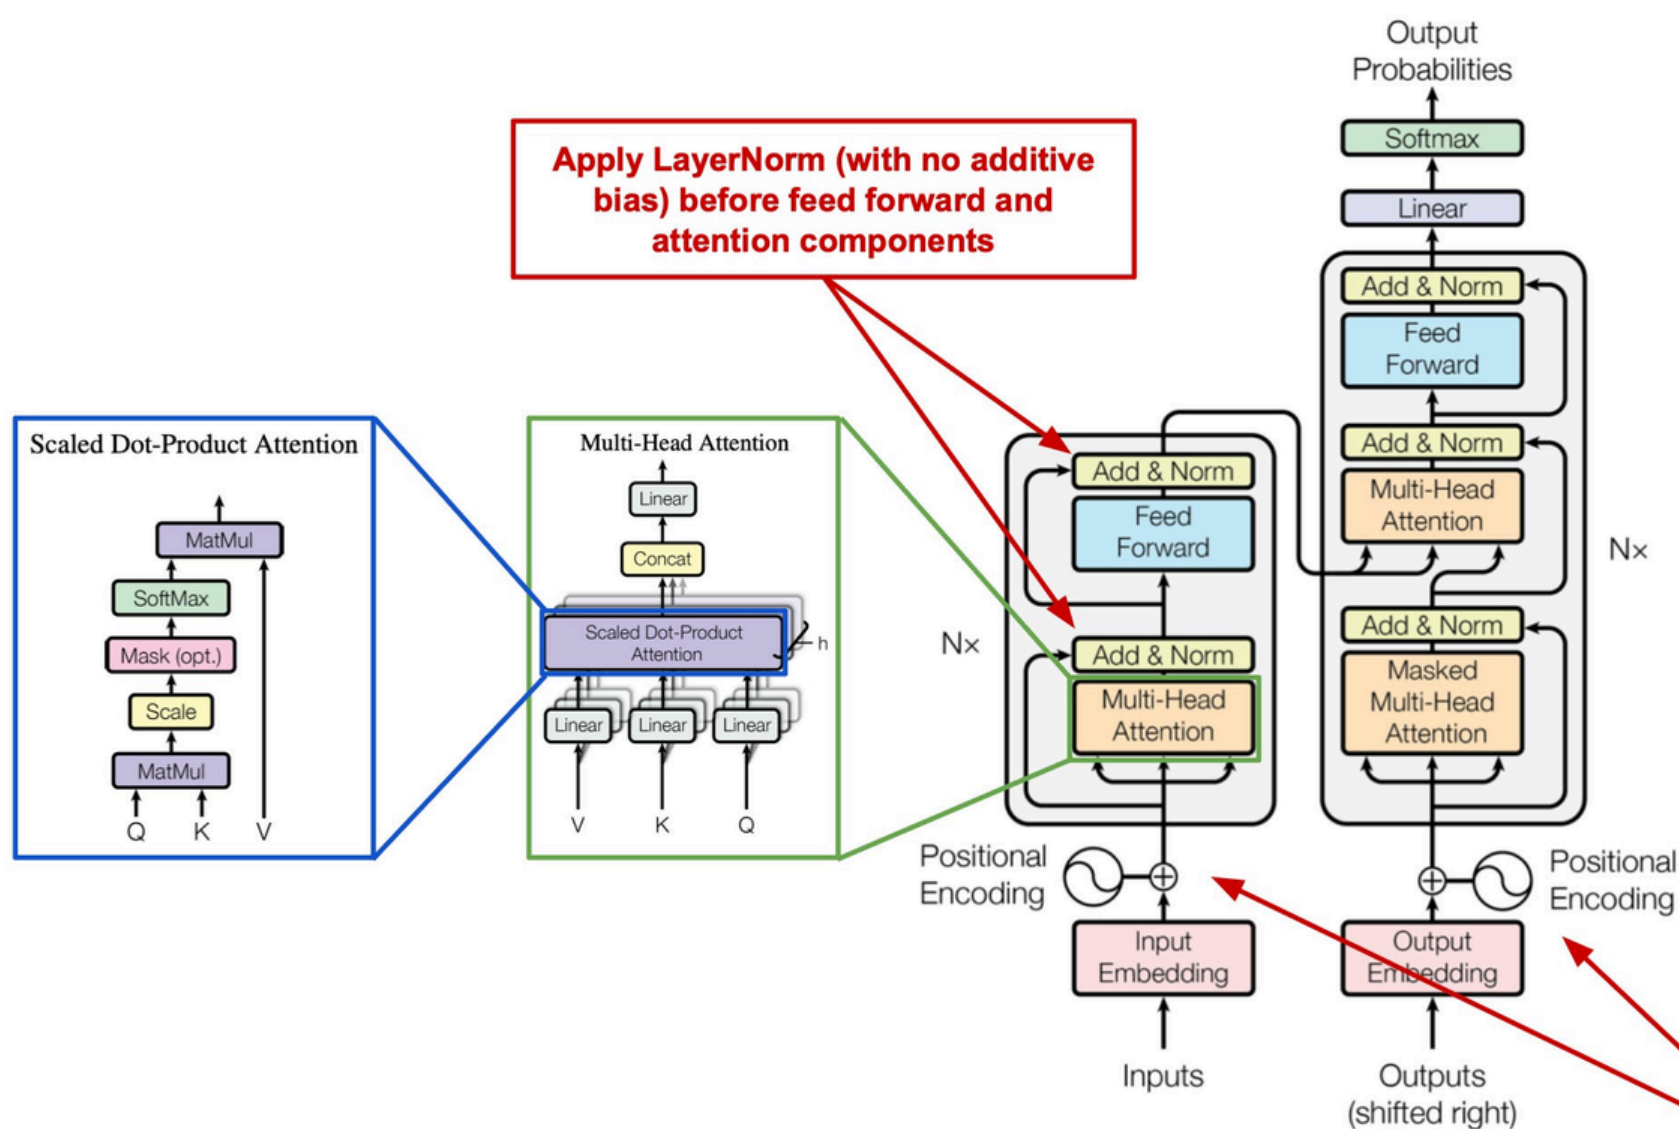 Output
Probabilities
Softmax
Linear
Add & Norm
Feed
Forward
Add & Norm
Multi-Head
Attention
Nx
Add & Norm
Masked
Multi-Head
Attention
Positional
Encoding
Output
Embedding
Outputs
(shifted right)
Apply LayerNorm (with no additive
bias) before feed forward and
attention components
Add & Norm
Feed
Forward
Nx
Add & Norm
Multi-Head
Attention
Positional
Encoding
Input
Embedding
Inputs
Multi-Head Attention
Linear
Concat
Scaled Dot-Product
Attention
h
Linear Linear Linear
V K Q
Scaled Dot-Product Attention
MatMul
SoftMax
Mask (opt.)
Scale
MatMul
Q K V